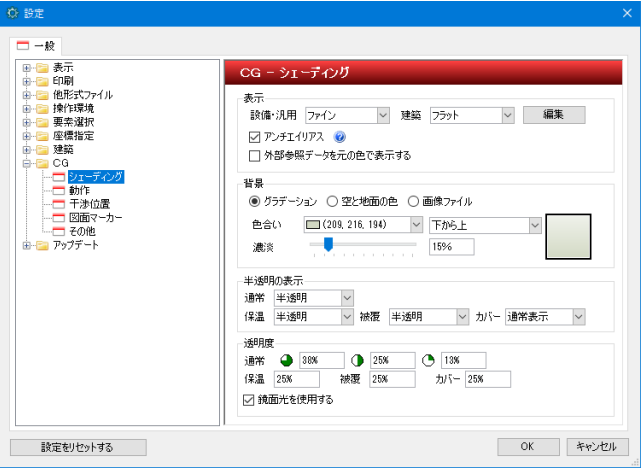 設定
一般
表示
印刷
他形式ファイル
操作環境
要素選択
座標指定
建築
CG
シェーディング
動作
干渉位置
図面マーカー
その他
アップデート
CG － シェーディング
表示
設備・汎用 ファイン 建築 フラット 編集
アンチエイリアス
外部参照データを元の色で表示する
背景
グラデーション 空と地面の色 画像ファイル
色合い (209, 216, 194) 下から上
濃淡 15%
半透明の表示
通常 半透明
保温 半透明 被覆 半透明 カバー 通常表示
透明度
通常 38% 25% 13%
保温 25% 被覆 25% カバー 25%
鏡面光を使用する
設定をリセットする OK キャンセル